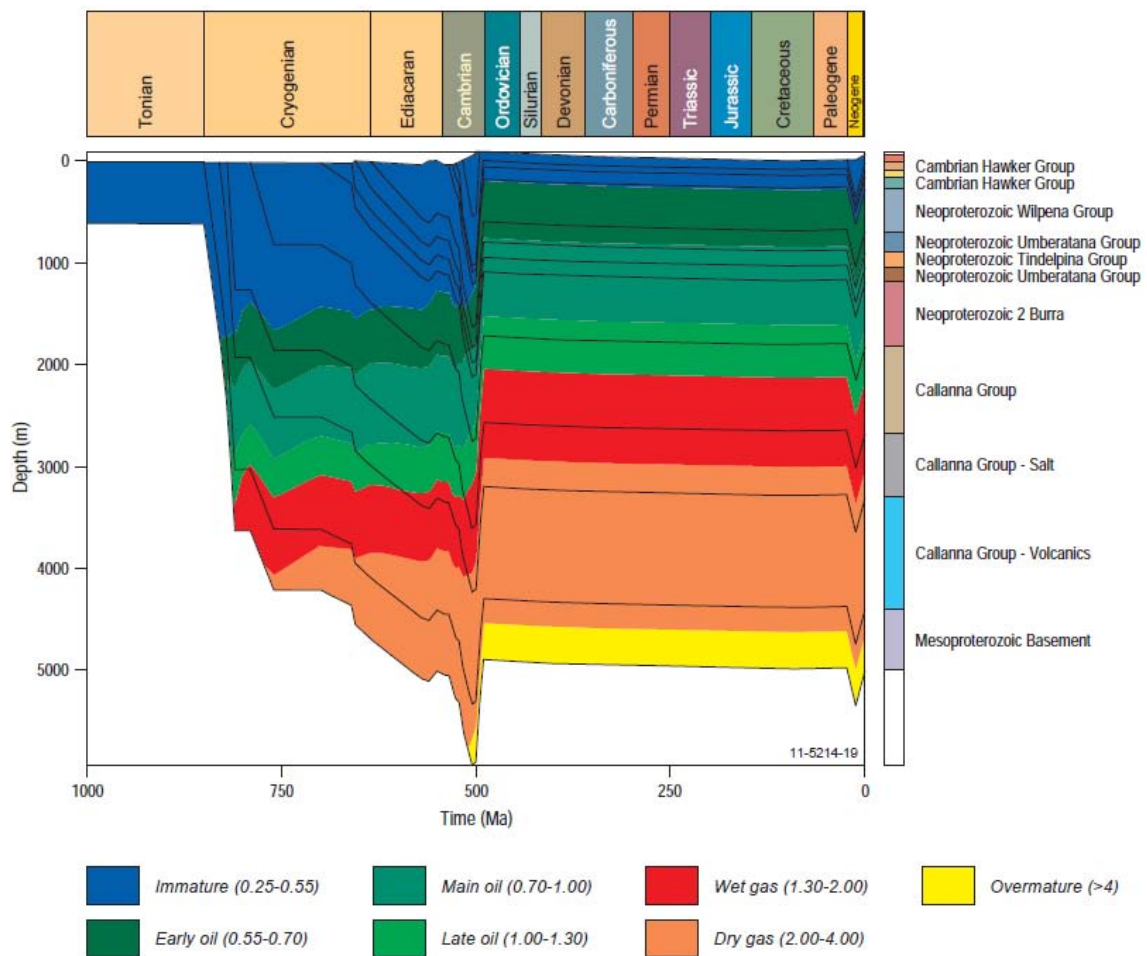 Tonian
Cryogenian
Ediacaran
Cambrian
Ordovician
Silurian
Devonian
Carboniferous
Permian
Triassic
Jurassic
Cretaceous
Paleogene
Neogene
Depth (m)
0
1000
2000
3000
4000
5000
Cambrian Hawker Group
Cambrian Hawker Group
Neoproterozoic Wilpena Group
Neoproterozoic Umberatana Group
Neoproterozoic Tindelpina Group
Neoproterozoic Umberatana Group
Neoproterozoic 2 Burra
Callanna Group
Callanna Group - Salt
Callanna Group - Volcanics
Mesoproterozoic Basement
11-5214-19
1000 750 500 250 0
Time (Ma)
Immature (0.25-0.55) Main oil (0.70-1.00) Wet gas (1.30-2.00) Overmature (>4)
Early oil (0.55-0.70) Late oil (1.00-1.30) Dry gas (2.00-4.00)